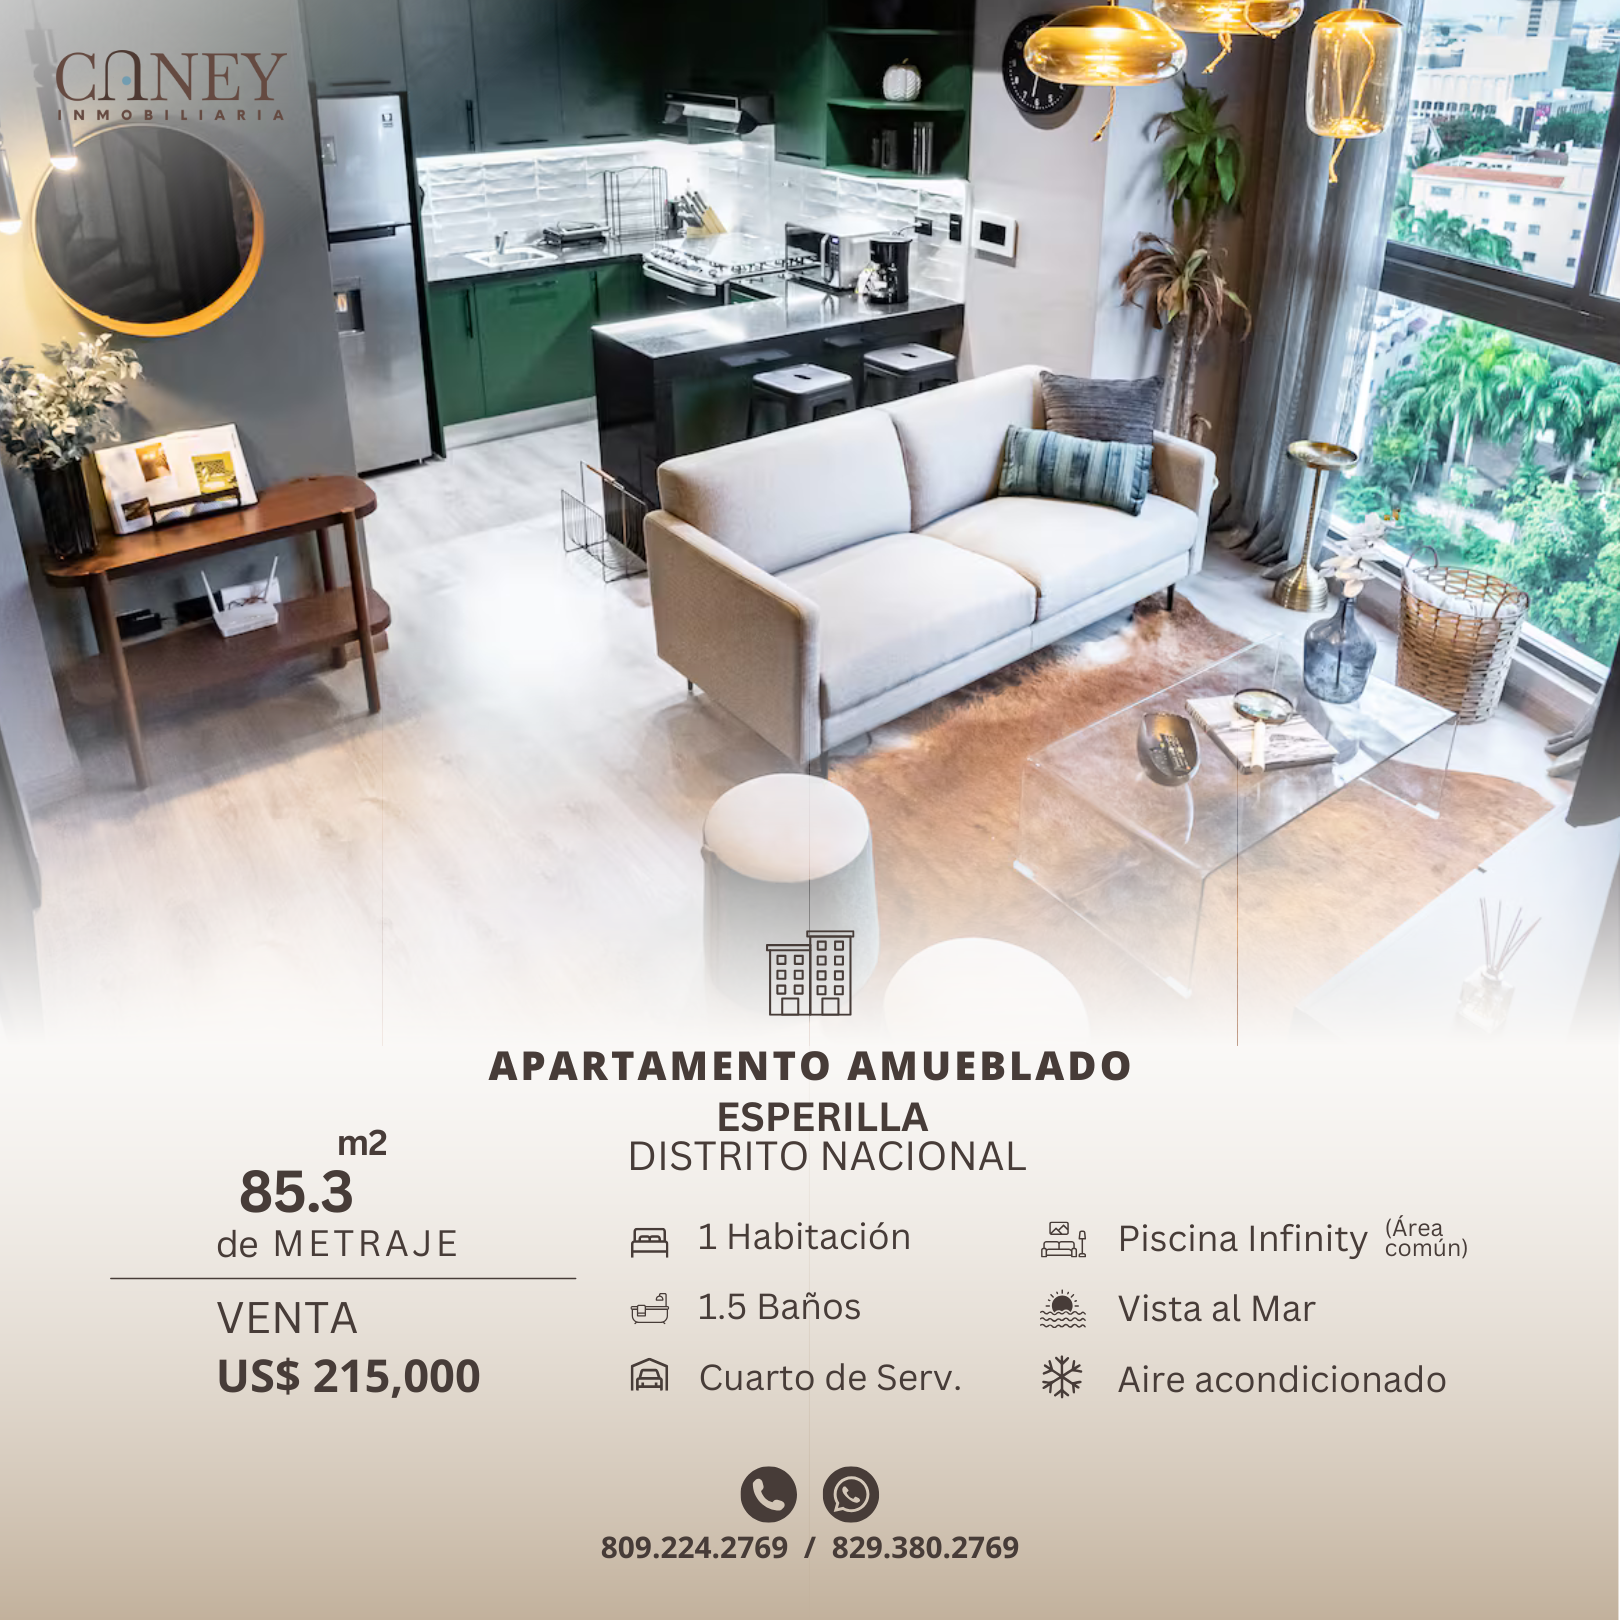 CANEY
INMOBILIARIA
APARTAMENTO AMUEBLADO
ESPERILLA
DISTRITO NACIONAL
m2
85.3
de METRAJE
VENTA
US$ 215,000
1 Habitación
1.5 Baños
Cuarto de Serv.
Piscina Infinity (Área
común)
Vista al Mar
Aire acondicionado
809.224.2769 / 829.380.2769